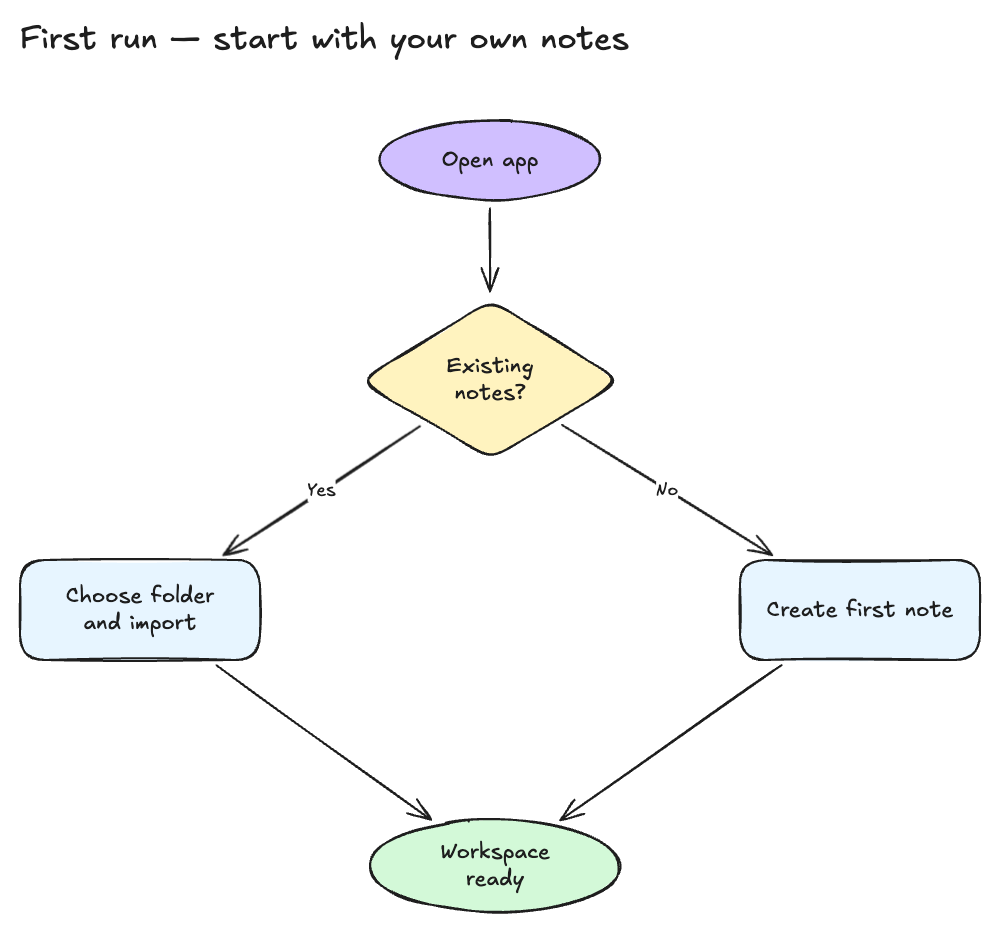 First run — start with your own notes
Open app
Existing
notes?
Yes
No
Choose folder
and import
Create first note
Workspace
ready